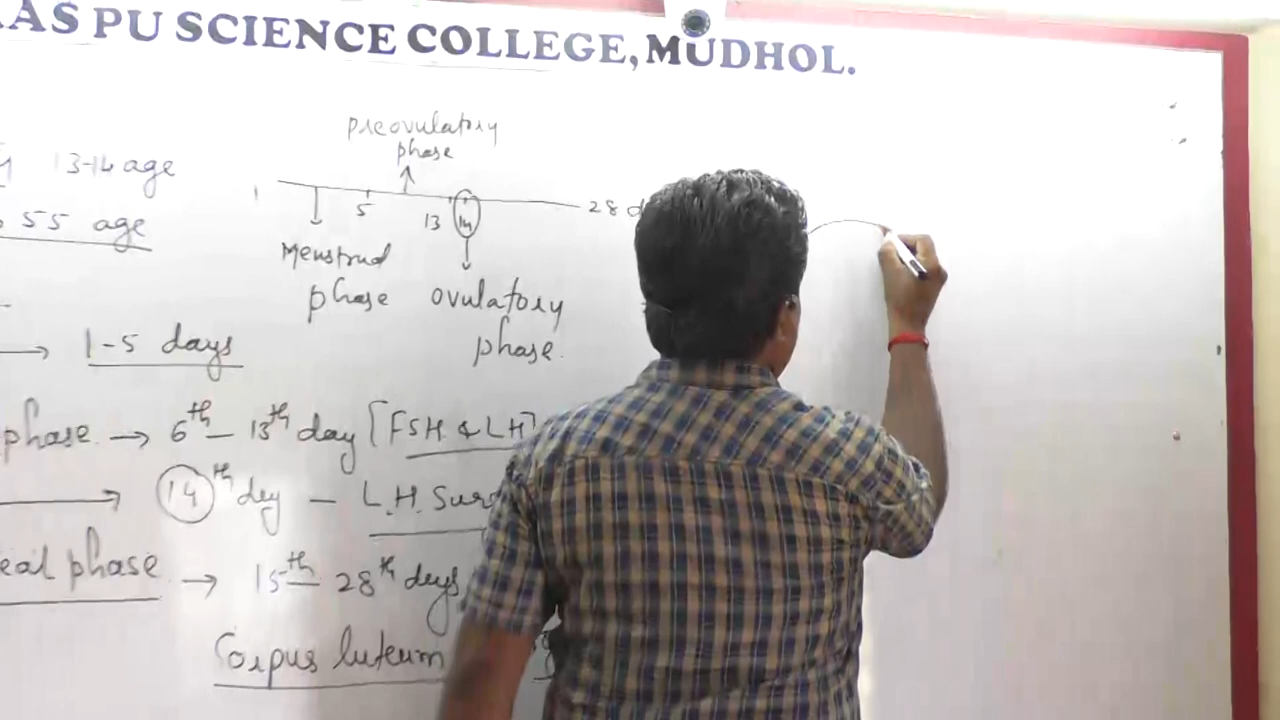 AS PU SCIENCE COLLEGE, MUDHOL.
preovulatory
phase
13-14 age
1
5
13
14
28
55 age
Menstrual
phase
ovulatory
phase.
1-5 days
phase. → 6th - 13th day [FSH & LH]
14th day - L.H. Sur
eal phase → 15th - 28th days
Corpus luteum